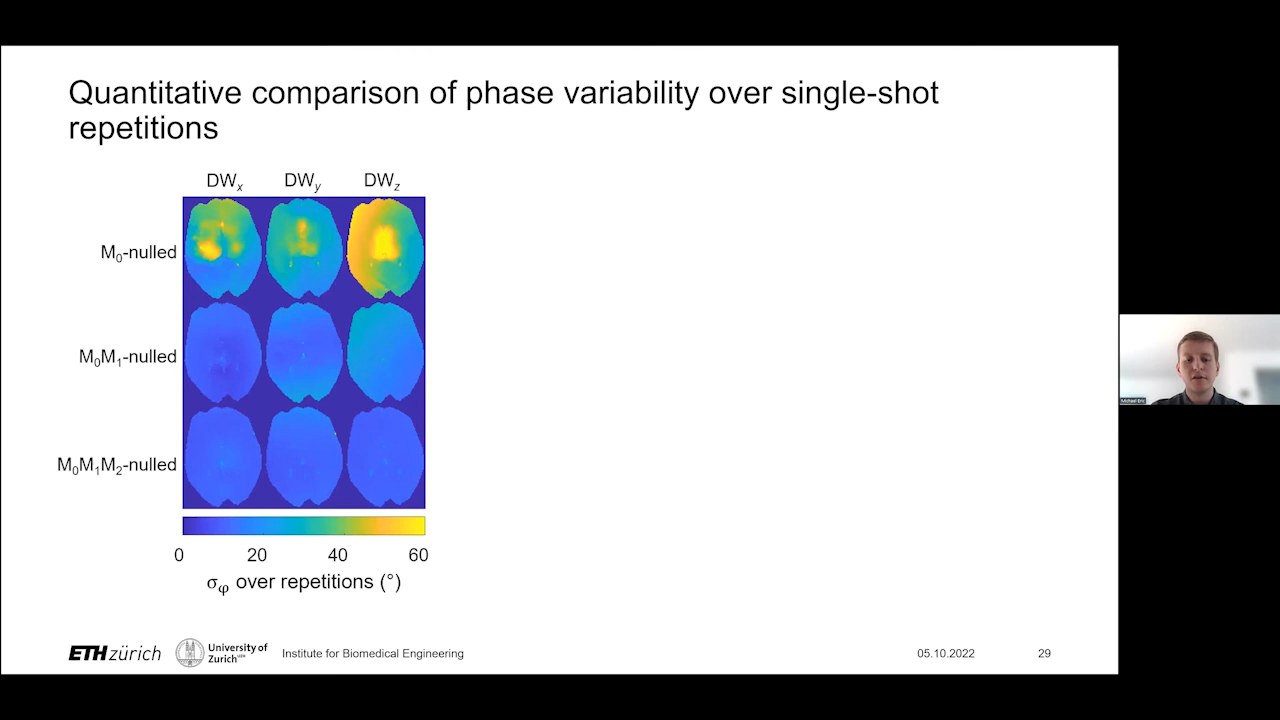 Quantitative comparison of phase variability over single-shot
repetitions
DWx DWy DWz
M0-nulled
M0M1-nulled
M0M1M2-nulled
0 20 40 60
σφ over repetitions (°)
ETH zürich
University of
Zurich UZH
Institute for Biomedical Engineering
05.10.2022
29